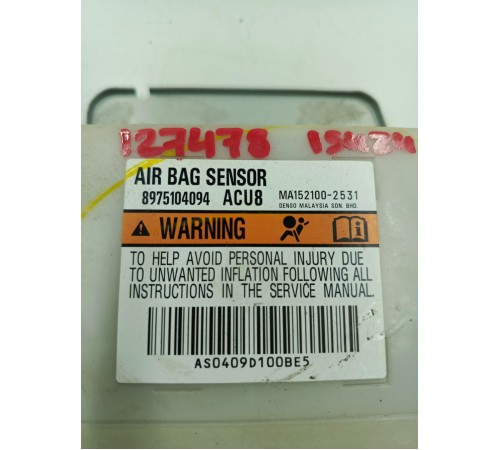 127478
AIR BAG SENSOR
8975104094 ACU8 MA152100-2531
DENSO MALAYSIA SDN. BHD.
WARNING
TO HELP AVOID PERSONAL INJURY DUE
TO UNWANTED INFLATION FOLLOWING ALL
INSTRUCTIONS IN THE SERVICE MANUAL.
AS0409D100BE5